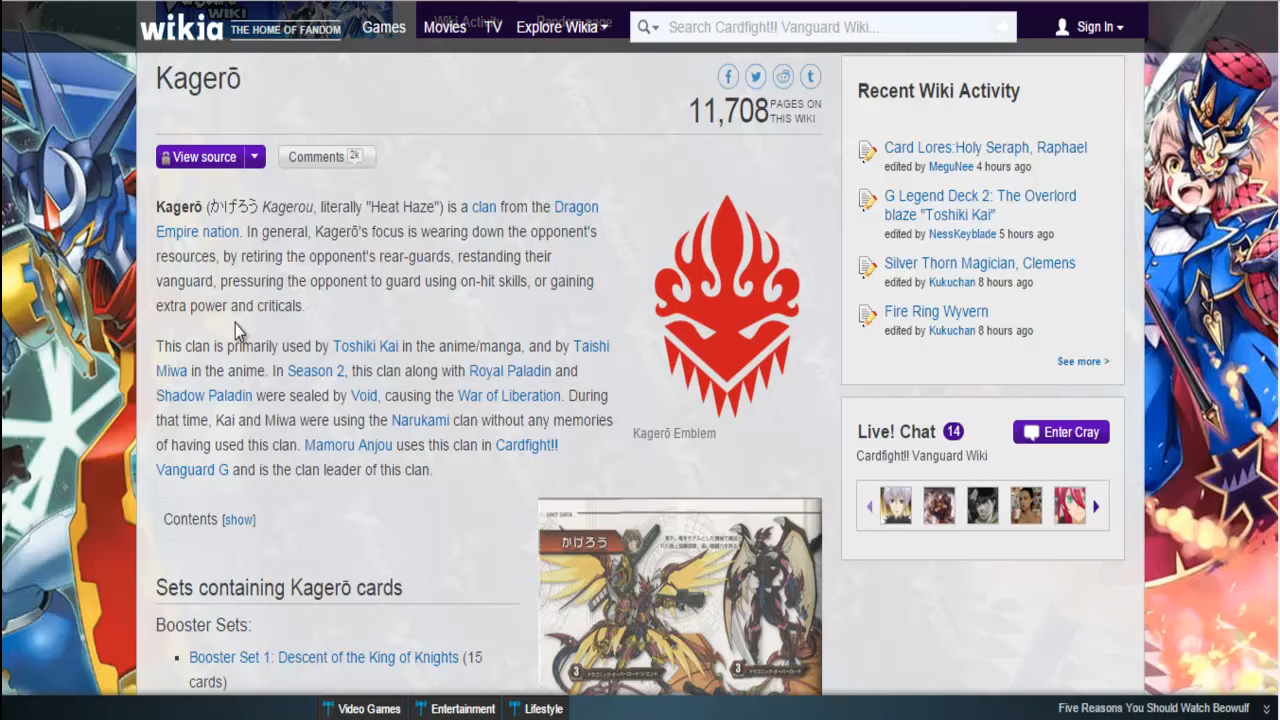 wikia THE HOME OF FANDOM Games Movies TV Explore Wikia Search Cardfight!! Vanguard Wiki... Sign In
Kagerō
11,708 PAGES ON THIS WIKI
View source Comments 2k
Kagerō (かげろう Kagerou, literally "Heat Haze") is a clan from the Dragon
Empire nation. In general, Kagerō's focus is wearing down the opponent's
resources, by retiring the opponent's rear-guards, restanding their
vanguard, pressuring the opponent to guard using on-hit skills, or gaining
extra power and criticals.
This clan is primarily used by Toshiki Kai in the anime/manga, and by Taishi
Miwa in the anime. In Season 2, this clan along with Royal Paladin and
Shadow Paladin were sealed by Void, causing the War of Liberation. During
that time, Kai and Miwa were using the Narukami clan without any memories
of having used this clan. Mamoru Anjou uses this clan in Cardfight!!
Vanguard G and is the clan leader of this clan.
Kagerō Emblem
Contents [show]
Sets containing Kagerō cards
Booster Sets:
Booster Set 1: Descent of the King of Knights (15
cards)
UNIT DATA
かげろう
3
3
Recent Wiki Activity
Card Lores:Holy Seraph, Raphael
edited by MeguNee 4 hours ago
G Legend Deck 2: The Overlord
blaze "Toshiki Kai"
edited by NessKeyblade 5 hours ago
Silver Thorn Magician, Clemens
edited by Kukuchan 8 hours ago
Fire Ring Wyvern
edited by Kukuchan 8 hours ago
See more >
Live! Chat 14 Enter Cray
Cardfight!! Vanguard Wiki
Video Games Entertainment Lifestyle Five Reasons You Should Watch Beowulf